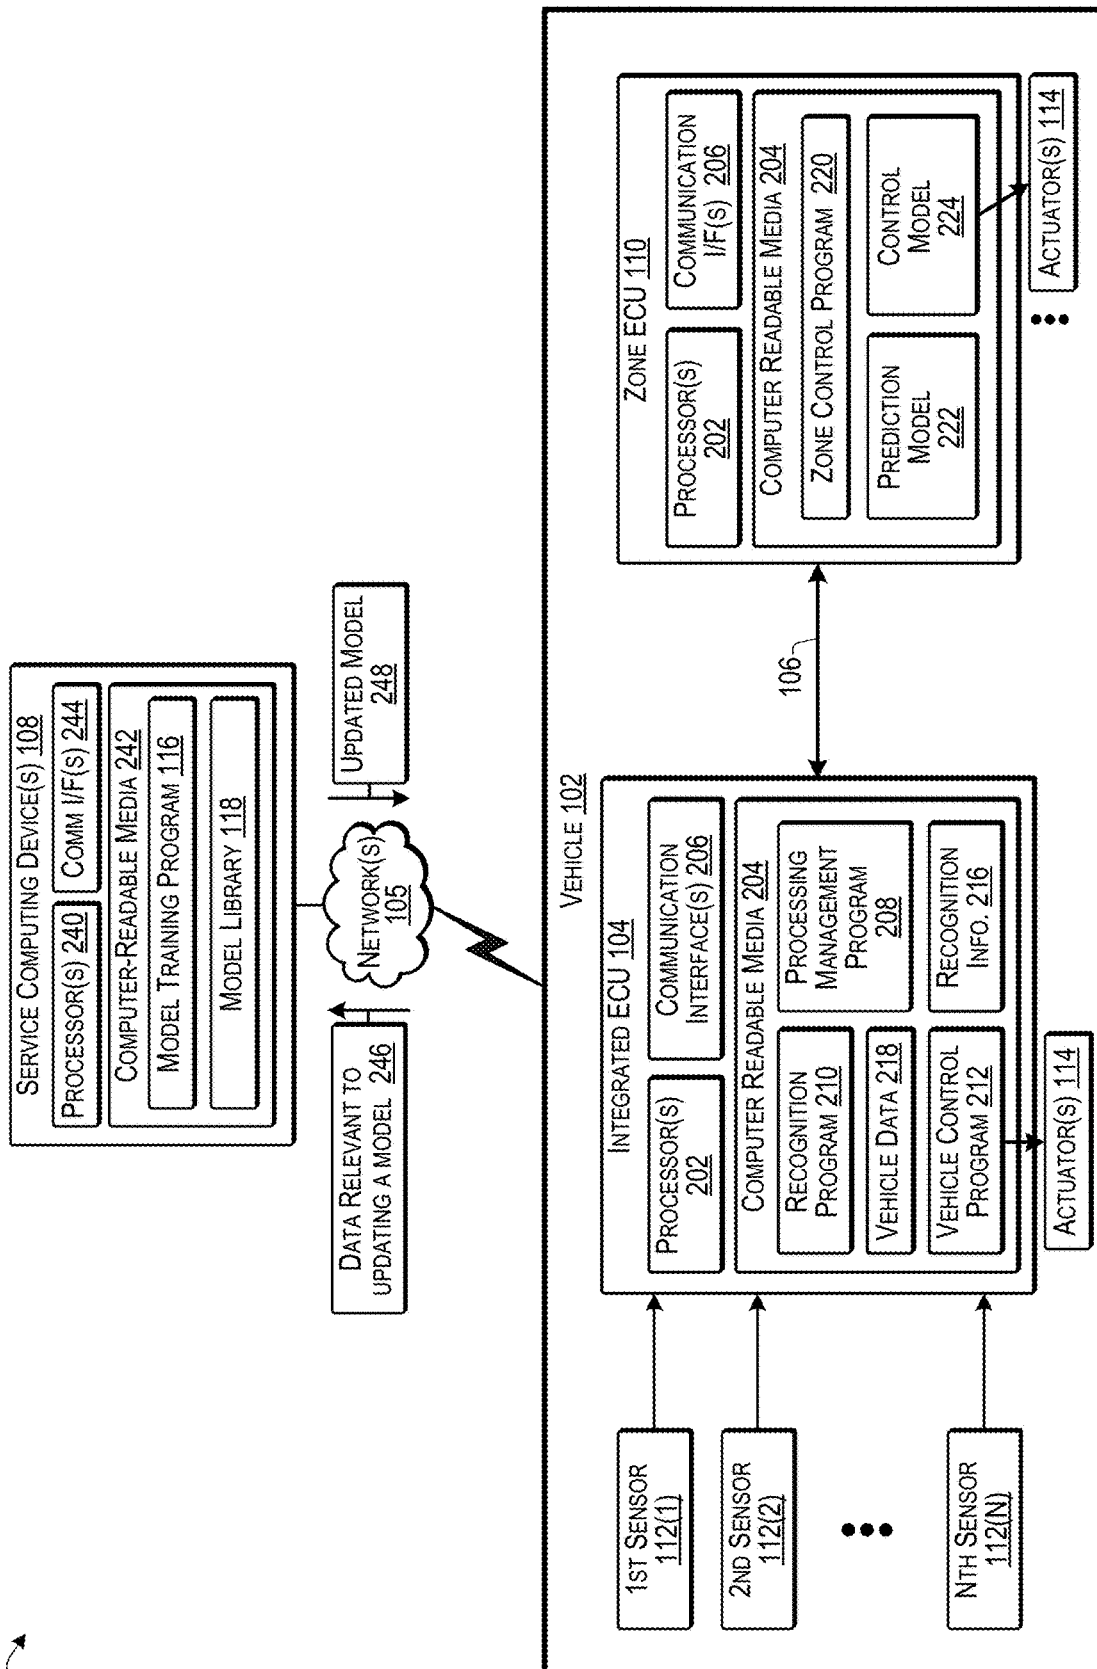 SERVICE COMPUTING DEVICE(S) 108
PROCESSOR(S) 240
COMM I/F(S) 244
COMPUTER-READABLE MEDIA 242
MODEL TRAINING PROGRAM 116
MODEL LIBRARY 118
DATA RELEVANT TO
UPDATING A MODEL 246
NETWORK(S)
105
UPDATED MODEL
248
VEHICLE 102
1ST SENSOR
112(1)
2ND SENSOR
112(2)
NTH SENSOR
112(N)
INTEGRATED ECU 104
PROCESSOR(S)
202
COMMUNICATION
INTERFACE(S) 206
COMPUTER READABLE MEDIA 204
RECOGNITION
PROGRAM 210
PROCESSING
MANAGEMENT
PROGRAM
208
VEHICLE DATA 218
VEHICLE CONTROL
PROGRAM 212
RECOGNITION
INFO. 216
ACTUATOR(S) 114
106
ZONE ECU 110
PROCESSOR(S)
202
COMMUNICATION
I/F(S) 206
COMPUTER READABLE MEDIA 204
ZONE CONTROL PROGRAM 220
PREDICTION
MODEL
222
CONTROL
MODEL
224
ACTUATOR(S) 114